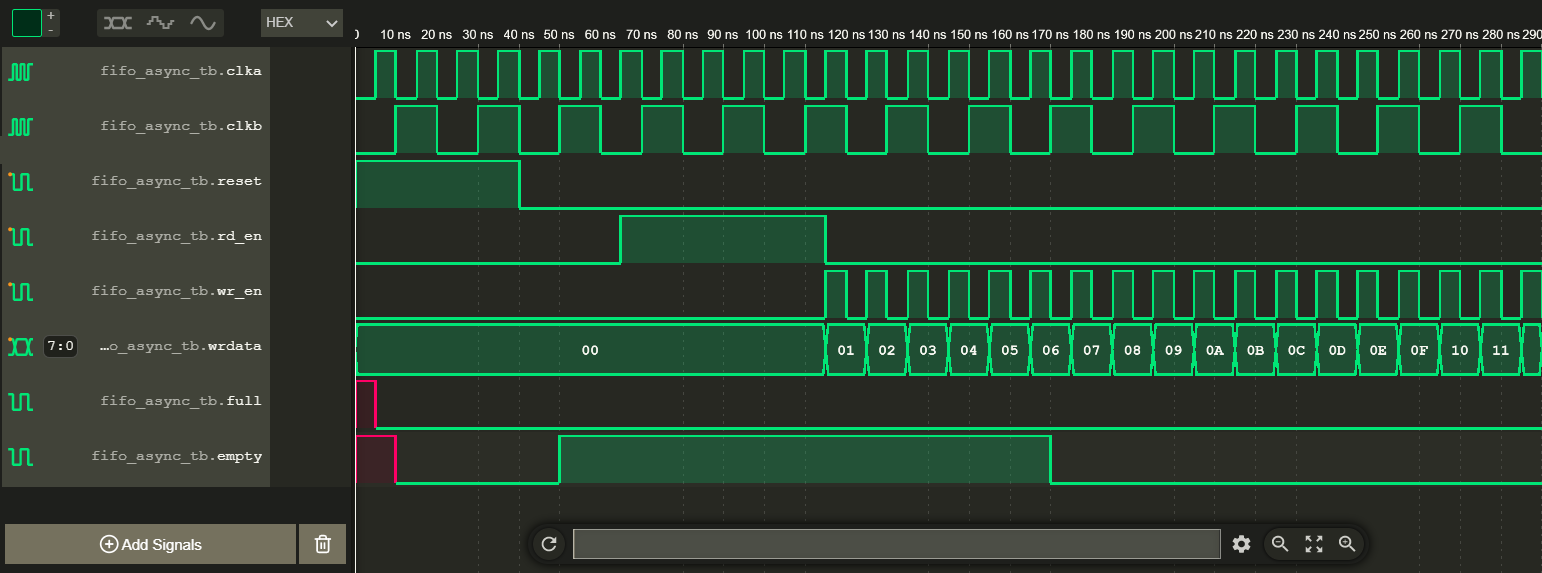 +
-
HEX
0 10 ns 20 ns 30 ns 40 ns 50 ns 60 ns 70 ns 80 ns 90 ns 100 ns 110 ns 120 ns 130 ns 140 ns 150 ns 160 ns 170 ns 180 ns 190 ns 200 ns 210 ns 220 ns 230 ns 240 ns 250 ns 260 ns 270 ns 280 ns 290
fifo_async_tb.clka
fifo_async_tb.clkb
fifo_async_tb.reset
fifo_async_tb.rd_en
fifo_async_tb.wr_en
7:0 …o_async_tb.wrdata 00 01 02 03 04 05 06 07 08 09 0A 0B 0C 0D 0E 0F 10 11
fifo_async_tb.full
fifo_async_tb.empty
Add Signals